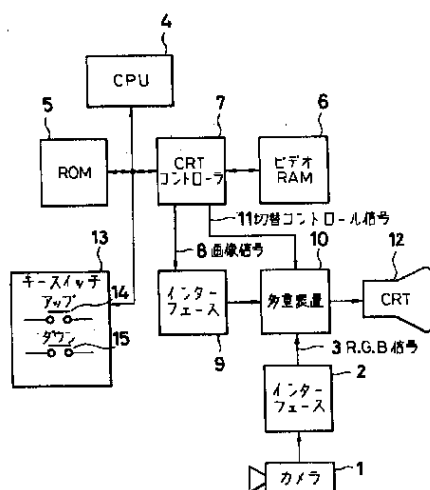 4
CPU
5
ROM
7
CRT
コントローラ
6
ビデオ
RAM
11切替コントロール信号
8画像信号
13
チースイッチ
アップ
14
ダウン
15
インター
フェース
9
10
多重装置
12
CRT
3 R.G.B 信号
インター
フェース
2
カメラ
1